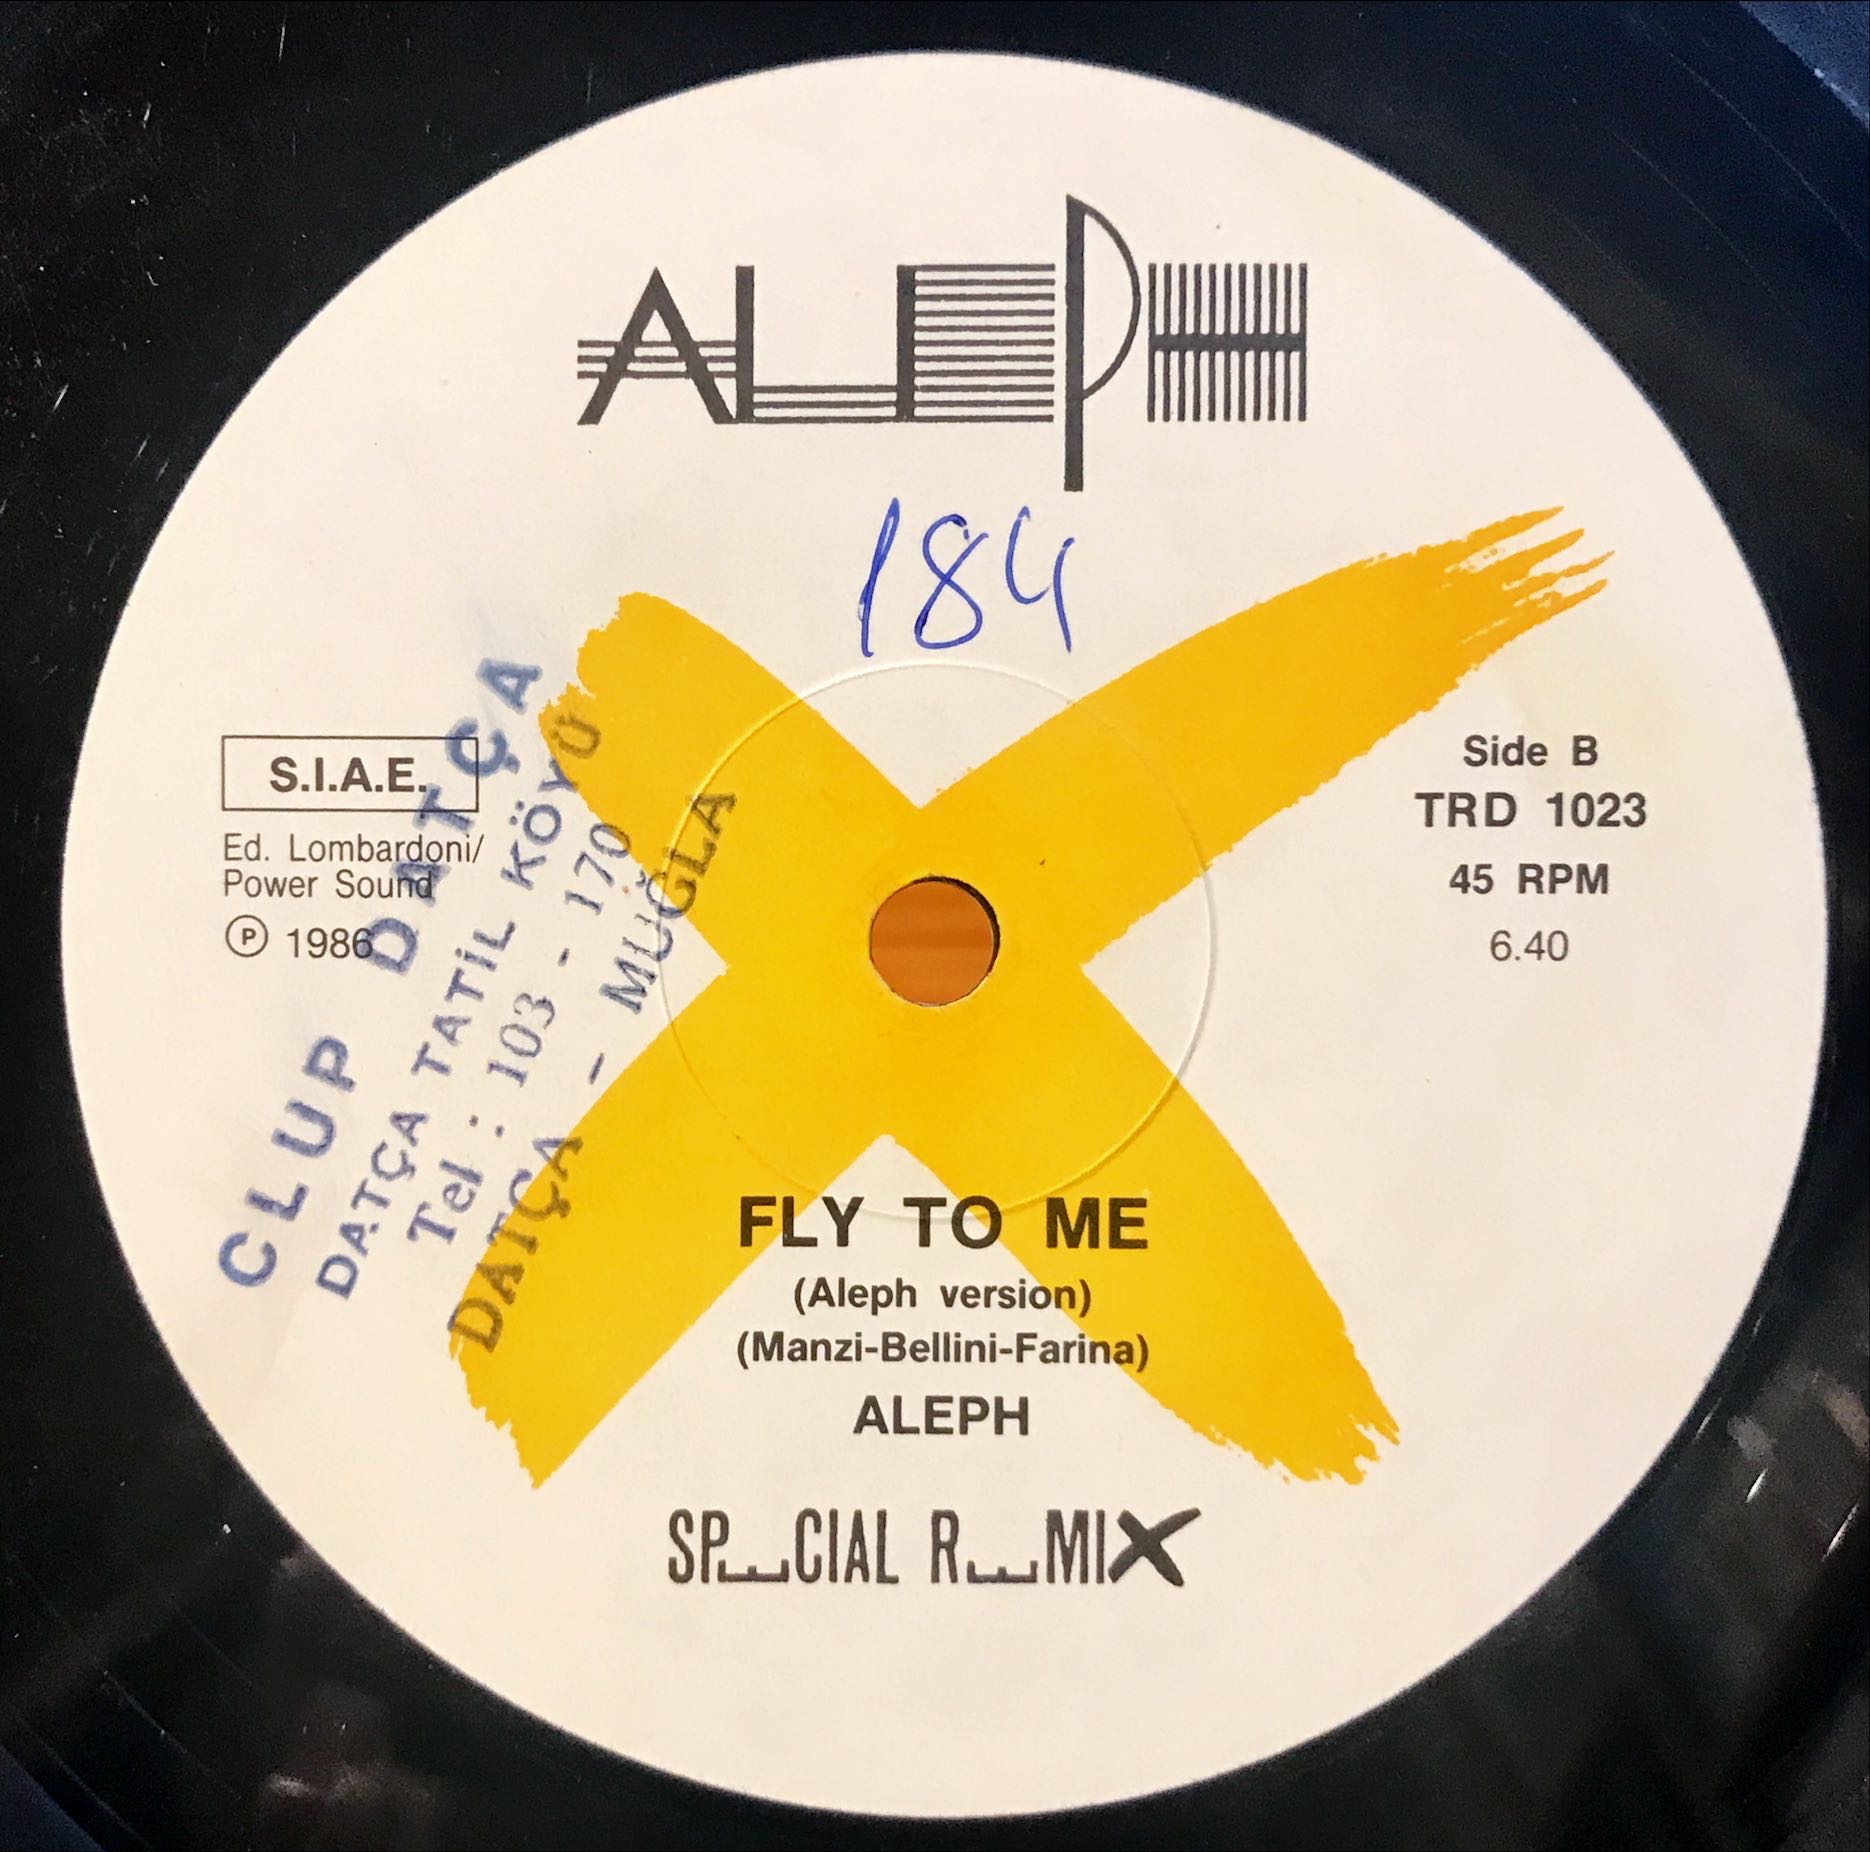 ALEPH
184
S.I.A.E.
Ed. Lombardoni/
Power Sound
Ⓟ 1986
CLUP DATÇA
DATÇA TATİL KÖYÜ
Tel : 103 - 170
DATÇA - MUĞLA
Side B
TRD 1023
45 RPM
6.40
FLY TO ME
(Aleph version)
(Manzi-Bellini-Farina)
ALEPH
SPECIAL REMIX